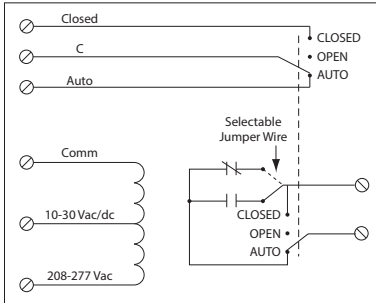 Closed
CLOSED
C
OPEN
AUTO
Auto
Selectable
Jumper Wire
Comm
10-30 Vac/dc
CLOSED
OPEN
AUTO
208-277 Vac